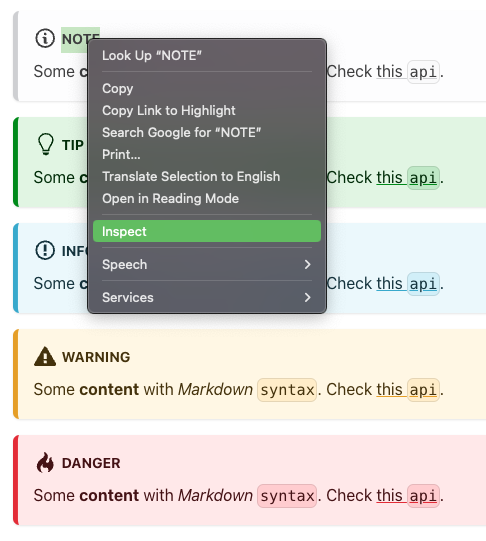 NOTE
Look Up “NOTE”
Some
Check this api.
Copy
Copy Link to Highlight
Search Google for “NOTE”
TIP
Print...
Translate Selection to English
Some
Check this api.
Open in Reading Mode
Inspect
INFO
Speech
Some
Check this api.
Services
WARNING
Some content with Markdown syntax. Check this api.
DANGER
Some content with Markdown syntax. Check this api.